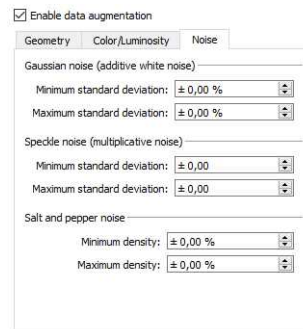 Enable data augmentation
Geometry Color/Luminosity Noise
Gaussian noise (additive white noise)
Minimum standard deviation: ± 0,00 %
Maximum standard deviation: ± 0,00 %
Speckle noise (multiplicative noise)
Minimum standard deviation: ± 0,00
Maximum standard deviation: ± 0,00
Salt and pepper noise
Minimum density: ± 0,00 %
Maximum density: ± 0,00 %